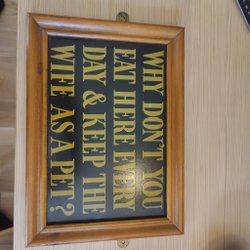 WHY DON'T YOU
EAT HERE EVERY
DAY & KEEP THE
WIFE AS A PET?